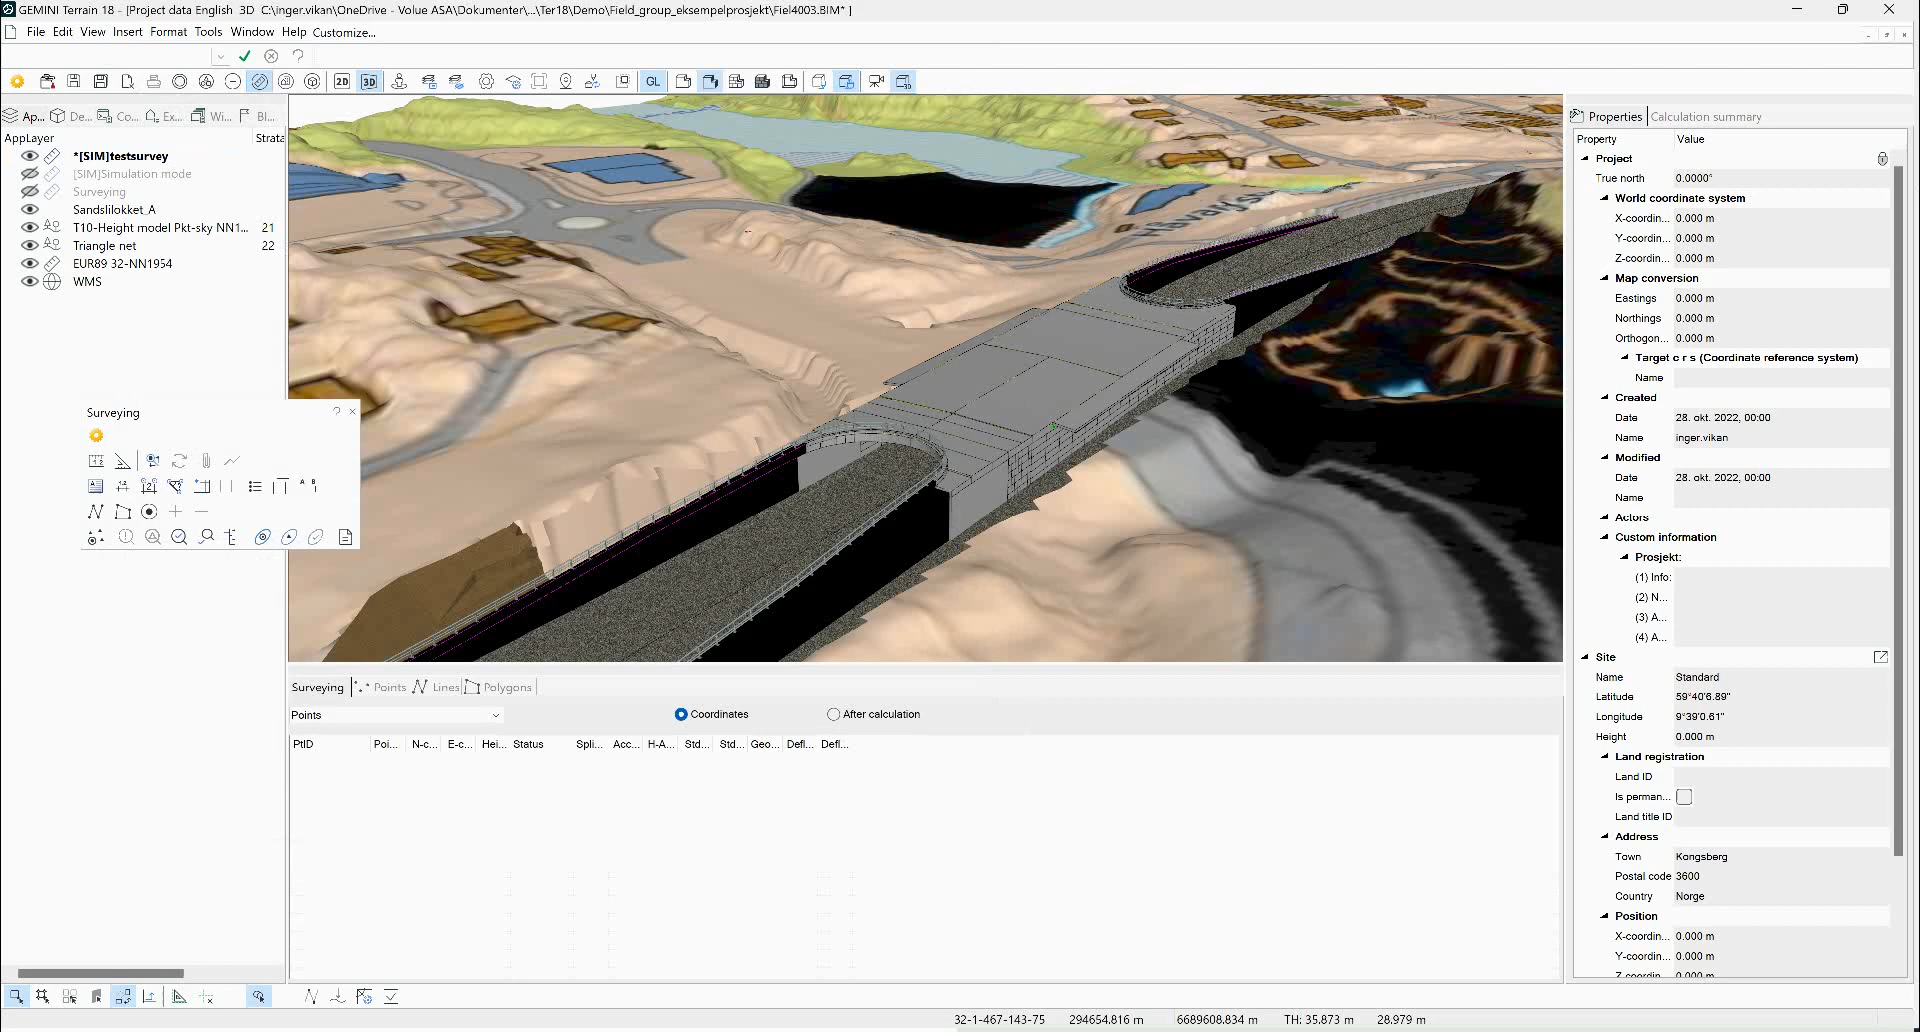 GEMINI Terrain 18 - [Project data English  3D  C:\inger.vikan\OneDrive - Volue ASA\Dokumenter\...\Ter18\Demo\Field_group_eksempelprosjekt\Fiel4003.BIM* ]
File Edit View Insert Format Tools Window Help Customize...
?
2D 3D GL 3D
Ap... De... Co... Ex... Wi... Bl...
AppLayer Strata
*[SIM]testsurvey
[SIM]Simulation mode
Surveying
Sandslilokket_A
T10-Height model Pkt-sky NN1... 21
Triangle net 22
EUR89 32-NN1954
WMS
Surveying ?
A B
Surveying Points Lines Polygons
Points Coordinates After calculation
PtID Poi... N-c... E-c... Hei... Status Spli... Acc... H-A... Std... Std... Geo... Defl... Defl...
Properties Calculation summary
Property Value
Project
True north 0.0000°
World coordinate system
X-coordin... 0.000 m
Y-coordin... 0.000 m
Z-coordin... 0.000 m
Map conversion
Eastings 0.000 m
Northings 0.000 m
Orthogon... 0.000 m
Target c r s (Coordinate reference system)
Name
Created
Date 28. okt. 2022, 00:00
Name inger.vikan
Modified
Date 28. okt. 2022, 00:00
Name
Actors
Custom information
Prosjekt:
(1) Info:
(2) N...
(3) A...
(4) A...
Site
Name Standard
Latitude 59°40'6.89"
Longitude 9°39'0.61"
Height 0.000 m
Land registration
Land ID
Is perman...
Land title ID
Address
Town Kongsberg
Postal code 3600
Country Norge
Position
X-coordin... 0.000 m
Y-coordin... 0.000 m
Z-coordin... 0.000 m
32-1-467-143-75 294654.816 m 6689608.834 m TH: 35.873 m 28.979 m